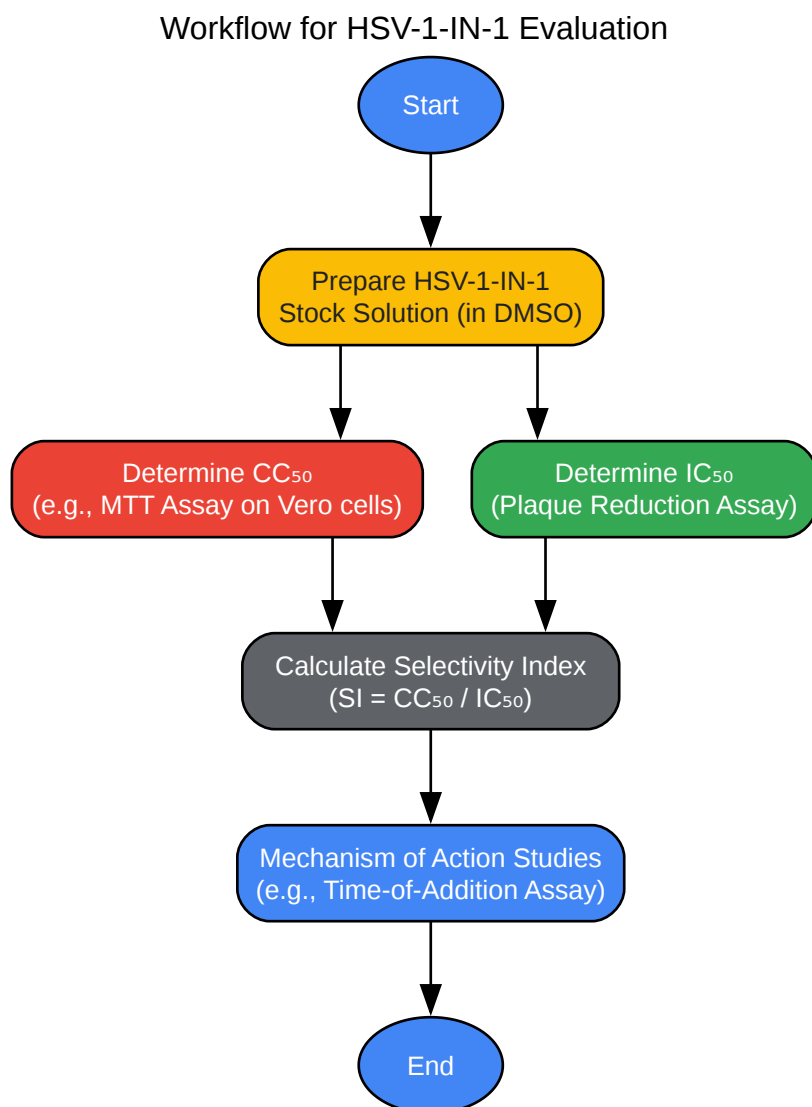 Workflow for HSV-1-IN-1 Evaluation
Start
Prepare HSV-1-IN-1
Stock Solution (in DMSO)
Determine CC₅₀
(e.g., MTT Assay on Vero cells)
Determine IC₅₀
(Plaque Reduction Assay)
Calculate Selectivity Index
(SI = CC₅₀ / IC₅₀)
Mechanism of Action Studies
(e.g., Time-of-Addition Assay)
End